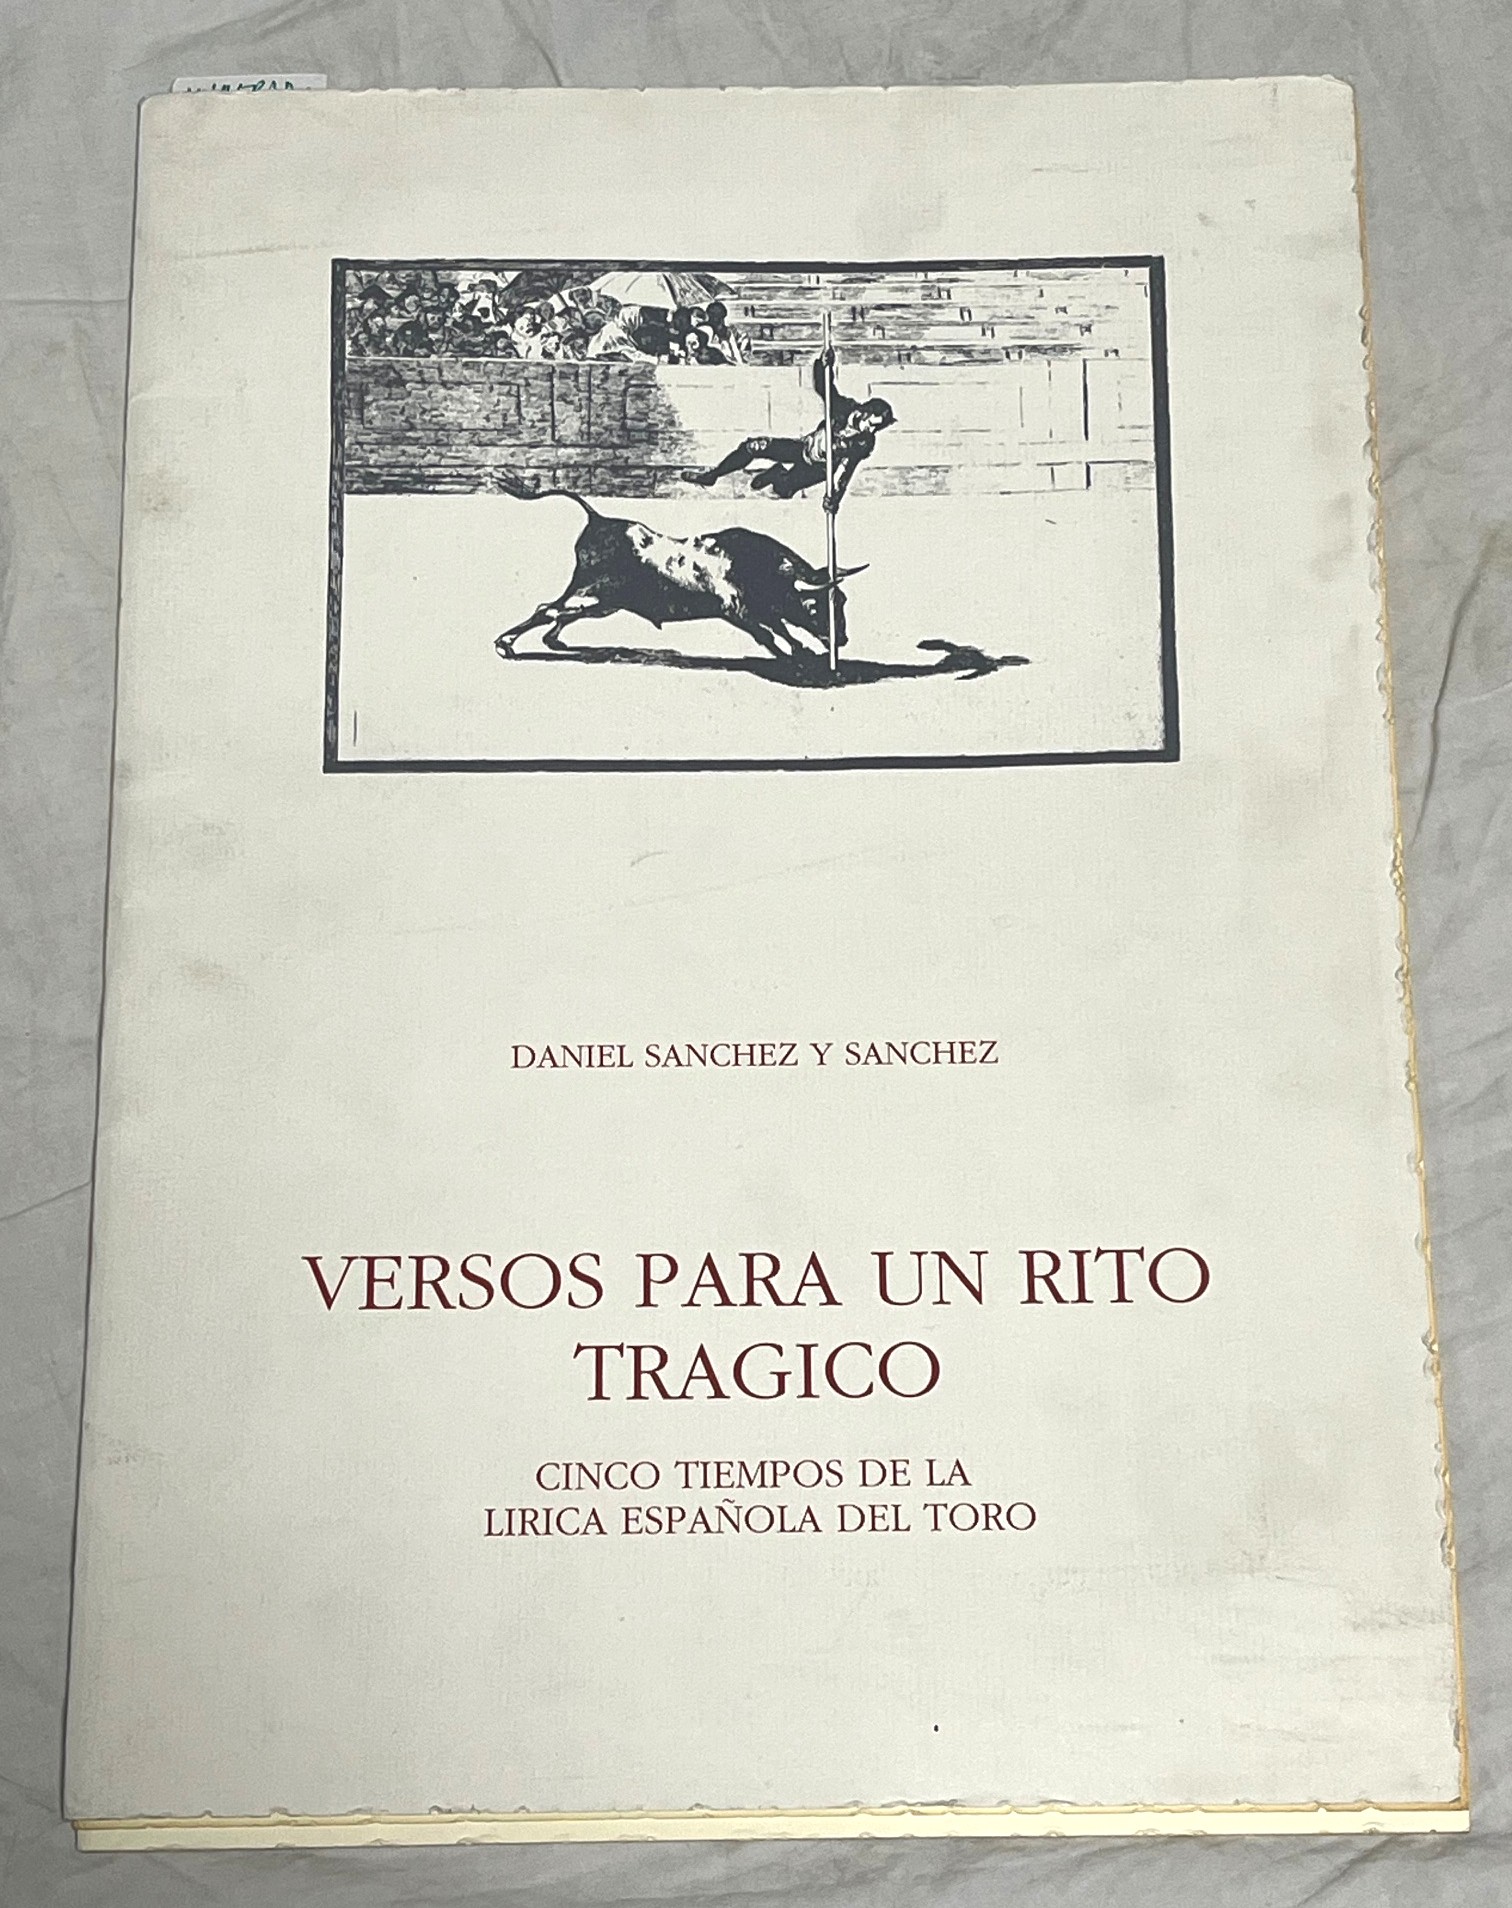 DANIEL SANCHEZ Y SANCHEZ
VERSOS PARA UN RITO
TRAGICO
CINCO TIEMPOS DE LA
LIRICA ESPAÑOLA DEL TORO